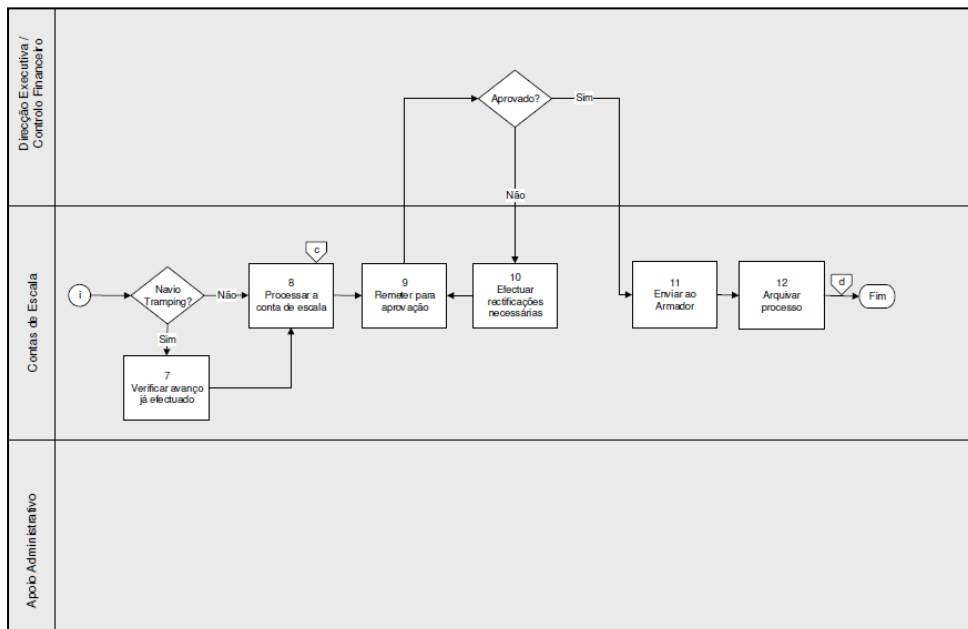 Direcção Executiva /
Controlo Financeiro
Aprovado?
Sim
Não
Contas de Escala
i
Navio
Tramping?
Não
Sim
7
Verificar avanço
já efectuado
c
8
Processar a
conta de escala
9
Remeter para
aprovação
10
Efectuar
rectificações
necessárias
11
Enviar ao
Armador
12
Arquivar
processo
d
Fim
Apoio Administrativo